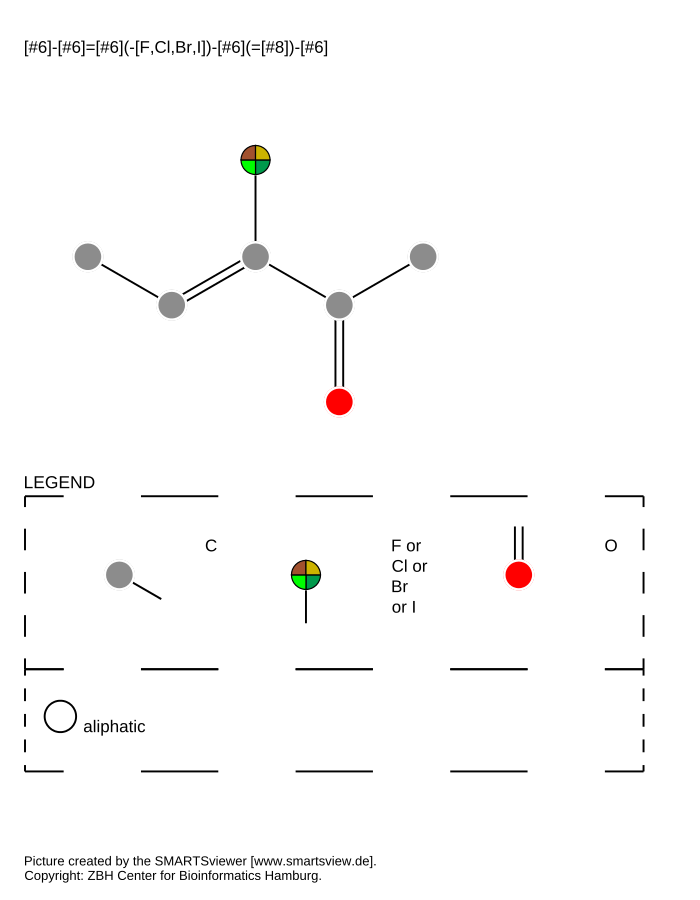 [#6]-[#6]=[#6](-[F,Cl,Br,I])-[#6](=[#8])-[#6]
LEGEND
C
F or
Cl or
Br
or I
O
aliphatic
Picture created by the SMARTSviewer [www.smartsview.de].
Copyright: ZBH Center for Bioinformatics Hamburg.